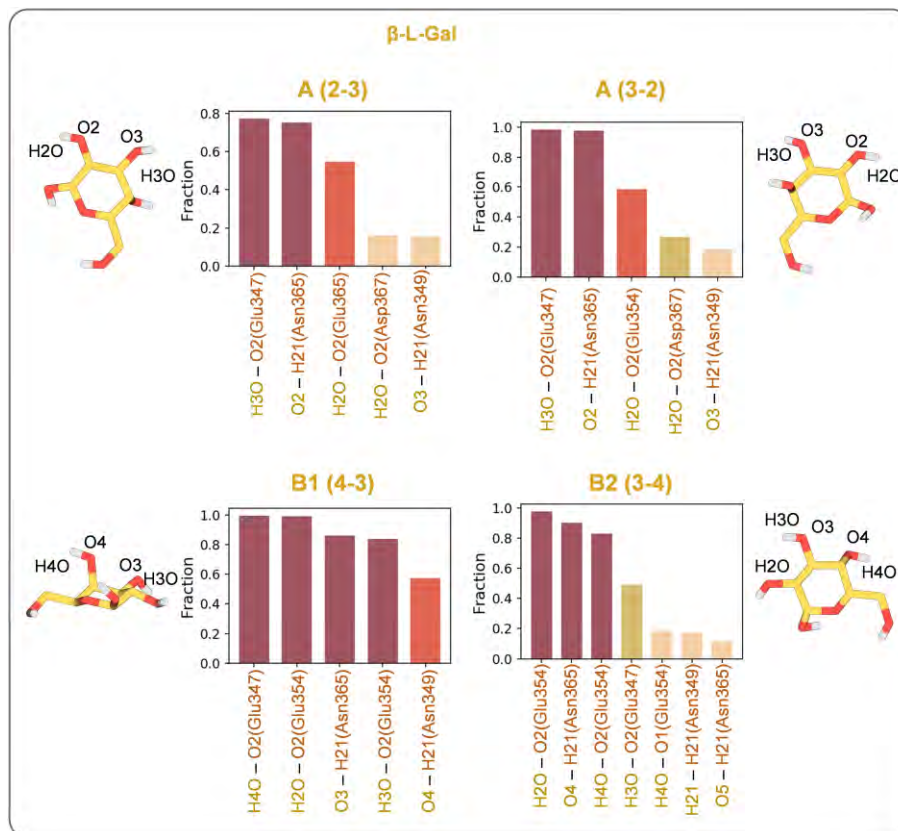 β-L-Gal
A (2-3)
O2
O3
H2O
H3O
Fraction
0.8
0.6
0.4
0.2
0.0
H3O – O2(Glu347)
O2 – H21(Asn365)
H2O – O2(Glu365)
H2O – O2(Asp367)
O3 – H21(Asn349)
A (3-2)
Fraction
1.0
0.8
0.6
0.4
0.2
0.0
H3O – O2(Glu347)
O2 – H21(Asn365)
H2O – O2(Glu354)
H2O – O2(Asp367)
O3 – H21(Asn349)
O3
O2
H3O
H2O
B1 (4-3)
O4
H4O
O3
H3O
Fraction
1.0
0.8
0.6
0.4
0.2
0.0
H4O – O2(Glu347)
H2O – O2(Glu354)
O3 – H21(Asn365)
H3O – O2(Glu354)
O4 – H21(Asn349)
B2 (3-4)
Fraction
1.0
0.8
0.6
0.4
0.2
0.0
H2O – O2(Glu354)
O4 – H21(Asn365)
H4O – O2(Glu354)
H3O – O2(Glu347)
H4O – O1(Glu354)
H21 – H21(Asn349)
O5 – H21(Asn365)
H3O
O3
O4
H2O
H4O